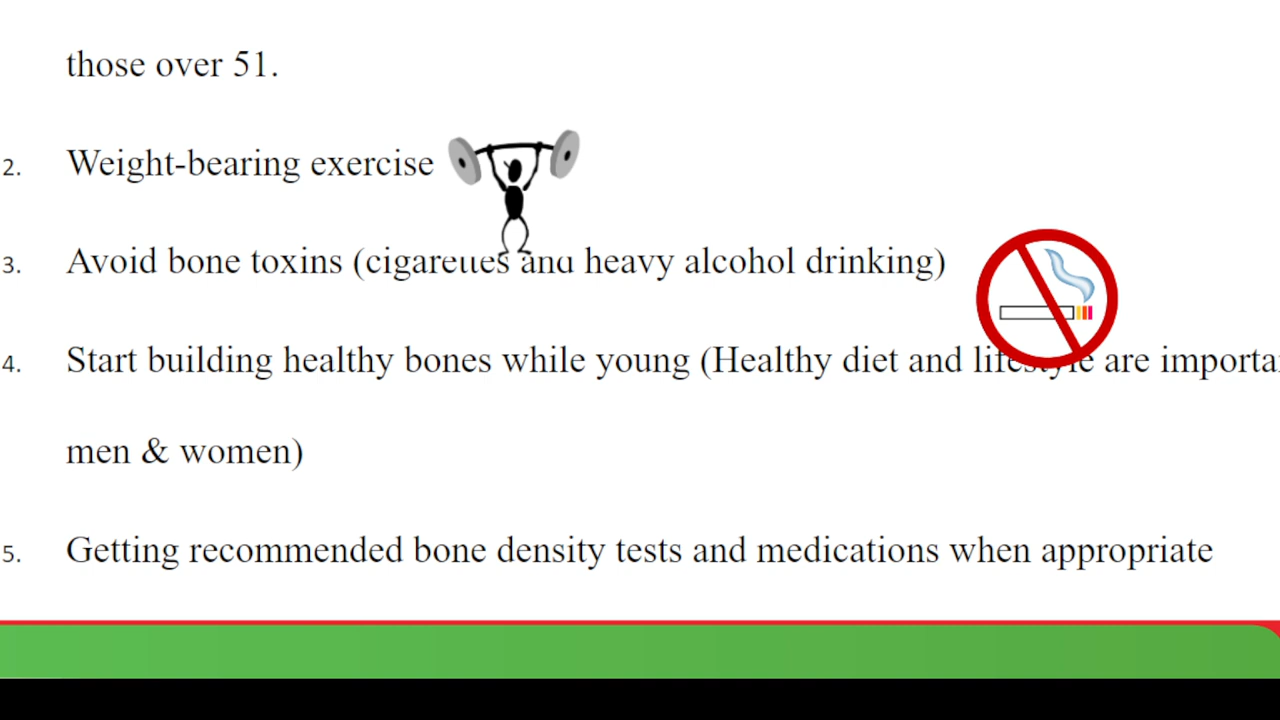 those over 51.
2. Weight-bearing exercise
3. Avoid bone toxins (cigarettes and heavy alcohol drinking)
4. Start building healthy bones while young (Healthy diet and lifestyle are importa
men & women)
5. Getting recommended bone density tests and medications when appropriate